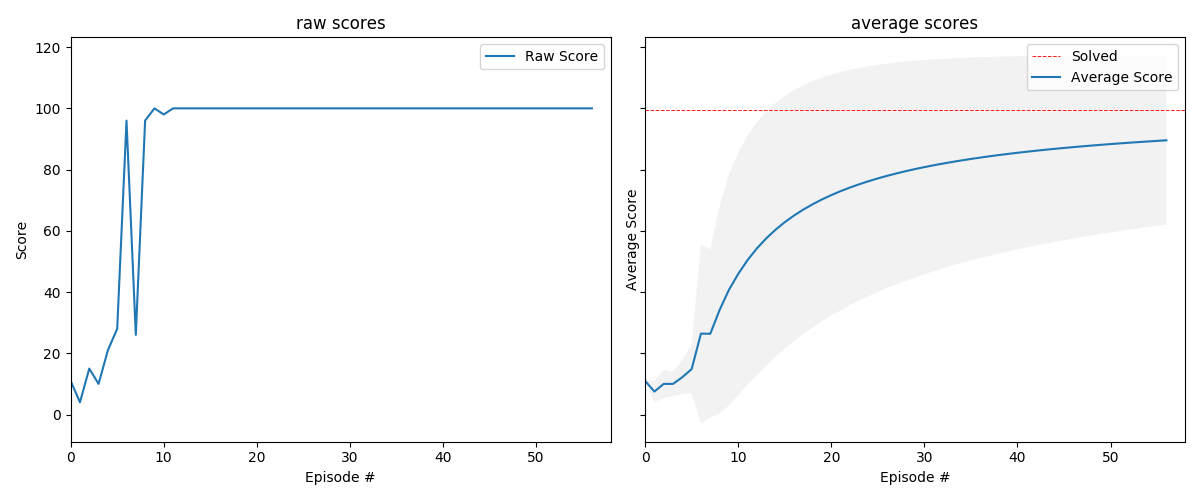 raw scores
120
100
80
60
40
20
0
Score
Raw Score
0 10 20 30 40 50
Episode #
average scores
Solved
Average Score
Average Score
0 10 20 30 40 50
Episode #